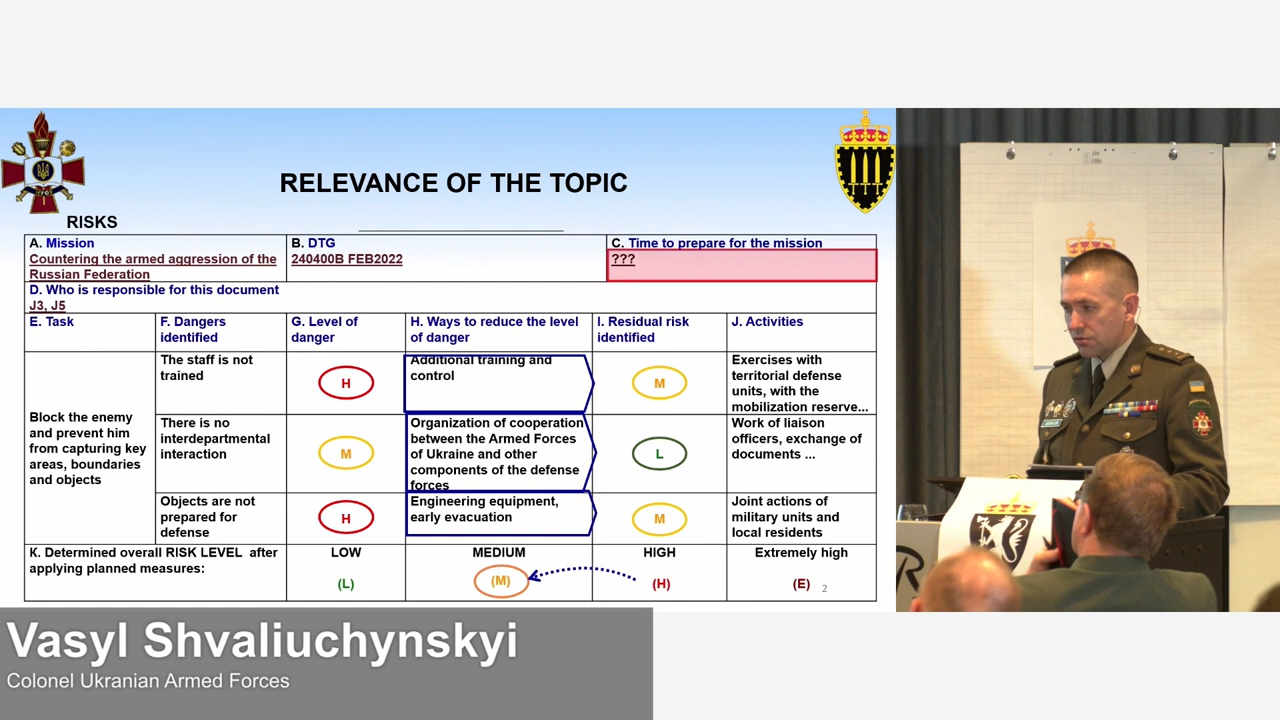 RELEVANCE OF THE TOPIC
RISKS
A. Mission
Countering the armed aggression of the
Russian Federation
B. DTG
240400B FEB2022
C. Time to prepare for the mission
???
D. Who is responsible for this document
J3, J5
E. Task
F. Dangers
identified
G. Level of
danger
H. Ways to reduce the level
of danger
I. Residual risk
identified
J. Activities
Block the enemy
and prevent him
from capturing key
areas, boundaries
and objects
The staff is not
trained
H
Additional training and
control
M
Exercises with
territorial defense
units, with the
mobilization reserve...
There is no
interdepartmental
interaction
M
Organization of cooperation
between the Armed Forces
of Ukraine and other
components of the defense
forces
L
Work of liaison
officers, exchange of
documents ...
Objects are not
prepared for
defense
H
Engineering equipment,
early evacuation
M
Joint actions of
military units and
local residents
K. Determined overall RISK LEVEL after
applying planned measures:
LOW
(L)
MEDIUM
(M)
HIGH
(H)
Extremely high
(E)
2
Vasyl Shvaliuchynskyi
Colonel Ukranian Armed Forces